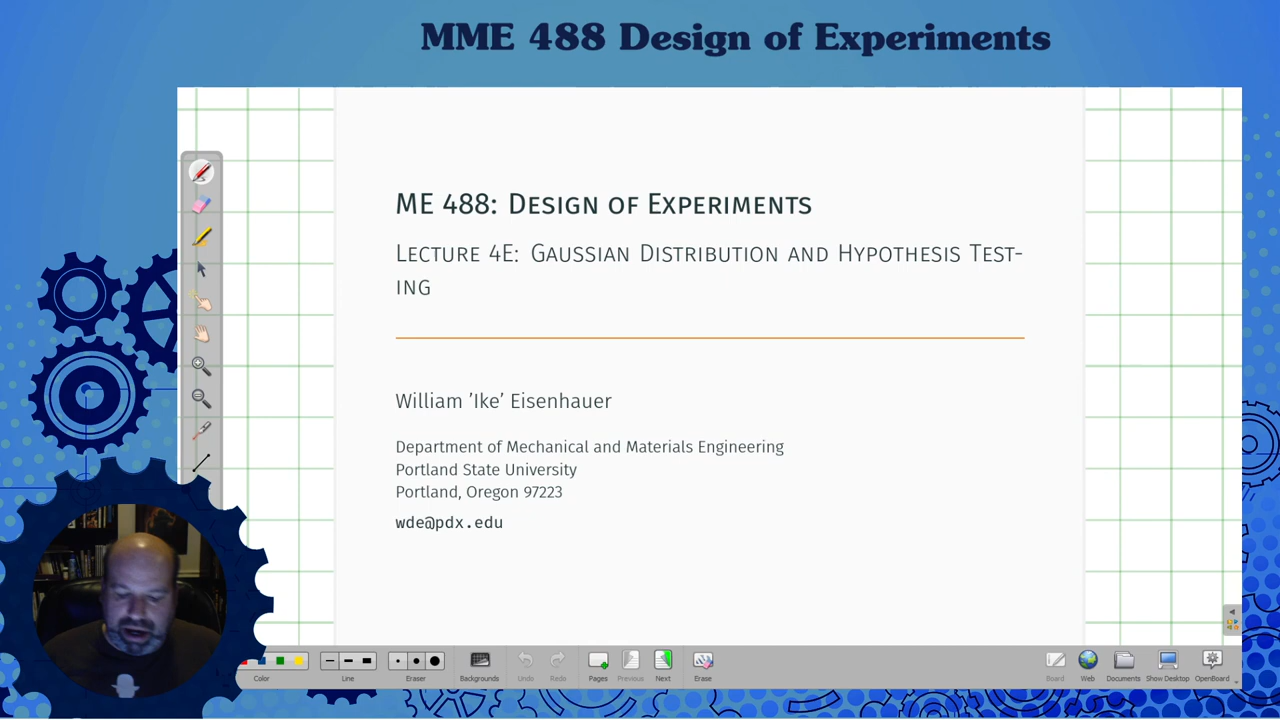 MME 488 Design of Experiments
ME 488: Design of Experiments
Lecture 4E: Gaussian Distribution and Hypothesis Test-
ing
William 'Ike' Eisenhauer
Department of Mechanical and Materials Engineering
Portland State University
Portland, Oregon 97223
wde@pdx.edu
Color Line Eraser Backgrounds Undo Redo Pages Previous Next Erase Board Web Documents Show Desktop OpenBoard